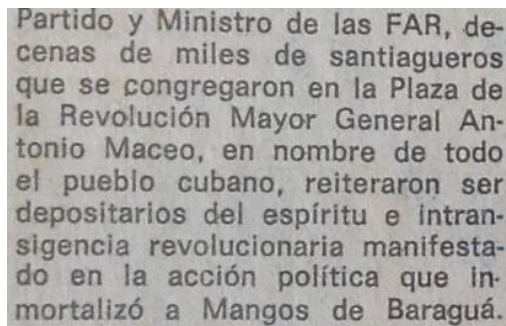 Partido y Ministro de las FAR, de-
cenas de miles de santiagueros
que se congregaron en la Plaza de
la Revolución Mayor General An-
tonio Maceo, en nombre de todo
el pueblo cubano, reiteraron ser
depositarios del espíritu e intran-
sigencia revolucionaria manifesta-
do en la acción política que in-
mortalizó a Mangos de Baraguá.